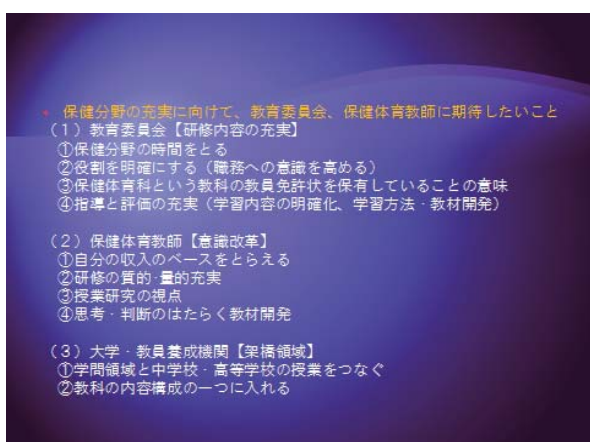 • 保健分野の充実に向けて、教育委員会、保健体育教師に期待したいこと
（１）教育委員会【研修内容の充実】
①保健分野の時間をとる
②役割を明確にする（職務への意識を高める）
③保健体育科という教科の教員免許状を保有していることの意味
④指導と評価の充実（学習内容の明確化、学習方法・教材開発）
（２）保健体育教師【意識改革】
①自分の収入のベースをとらえる
②研修の質的・量的充実
③授業研究の視点
④思考・判断のはたらく教材開発
（３）大学・教員養成機関【架橋領域】
①学問領域と中学校・高等学校の授業をつなぐ
②教科の内容構成の一つに入れる